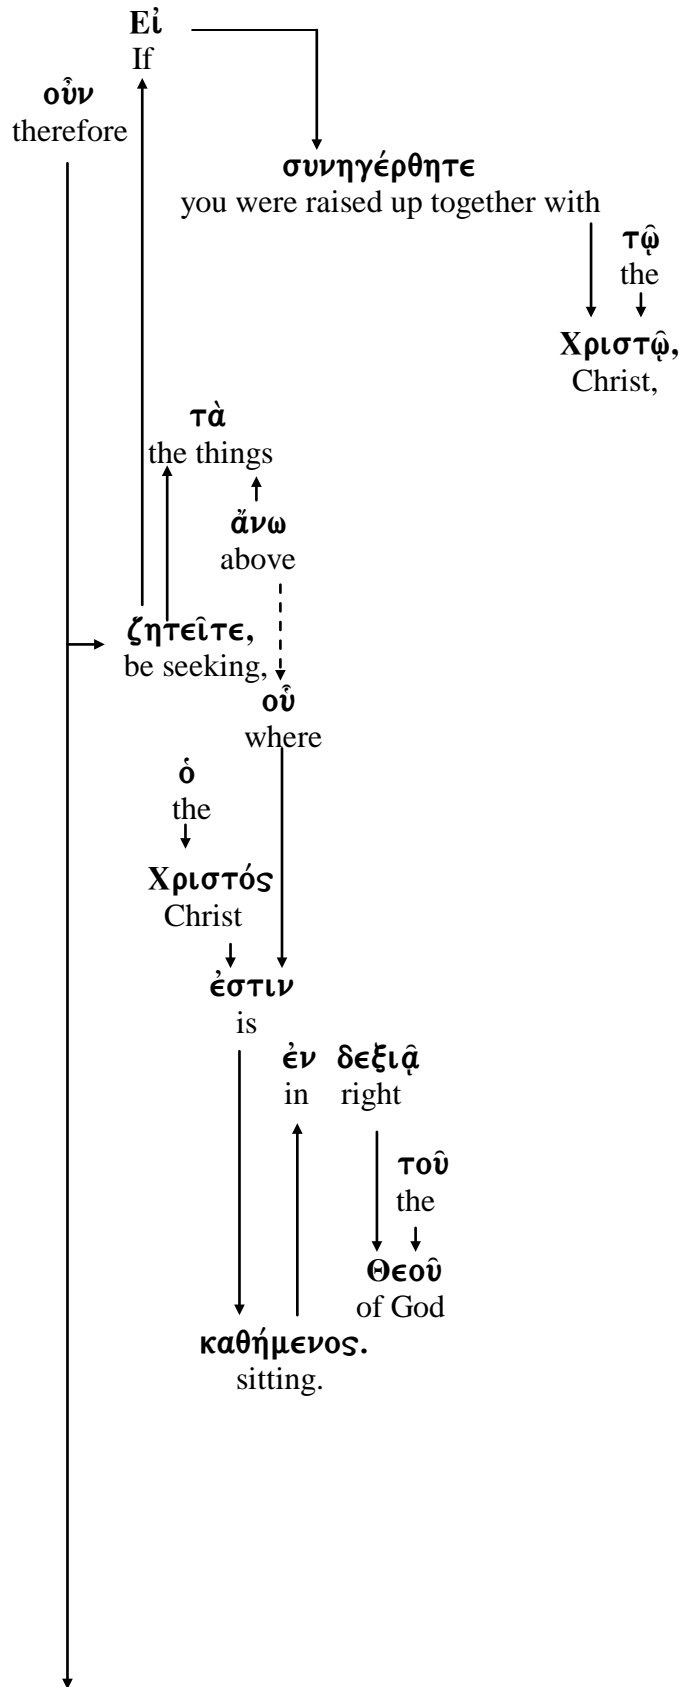 Εἰ
If
οὖν
therefore
συνηγέρθητε
you were raised up together with
τῷ
the
Χριστῷ,
Christ,
τὰ
the things
ἄνω
above
ζητεῖτε,
be seeking,
οὗ
where
ὁ
the
Χριστός
Christ
ἐστιν
is
ἐν δεξιᾷ
in right
τοῦ
the
Θεοῦ
of God
καθήμενος.
sitting.